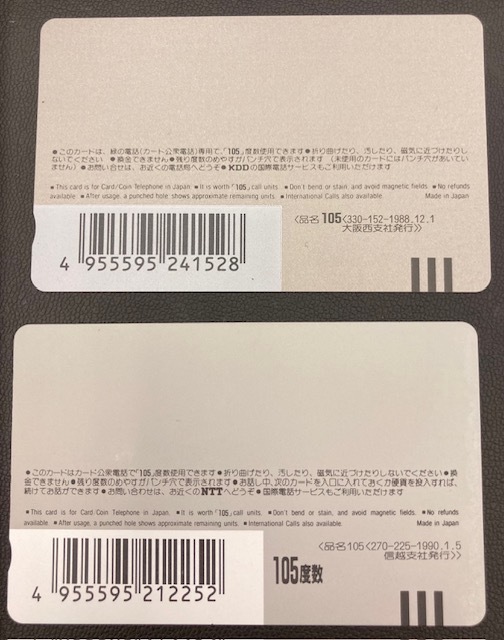 ●このカードは、緑の電話(カード公衆電話)専用で、「105」度数使用できます●折り曲げたり、汚したり、磁気に近づけたりし
ないでください ●換金できません●残り度数のめやすがパンチ穴で表示されます (未使用のカードにはパンチ穴があいてい
ません) ●お問い合せは、お近くの電話局へどうぞ●KDDの国際電話サービスもご利用いただけます
■This card is for Card/Coin Telephone in Japan. ■It is worth「105」call units. ■Don't bend or stain, and avoid magnetic fields. ■No refunds
available. ■After usage, a punched hole shows approximate remaining units. ■International Calls also available. Made in Japan
〈品名 105〈330-152-1988.12.1
大阪西支社発行〉〉
4 955595 241528
●このカードはカード公衆電話で「105」度数使用できます●折り曲げたり、汚したり、磁気に近づけたりしないでください●換
金できません●残り度数のめやすがパンチ穴で表示されます●お話し中、次のカードを入口に入れておくか硬貨を投入すれば、
続けてお話ができます●お問い合わせは、お近くのNTTへどうぞ●国際電話サービスもご利用いただけます
■This card is for Card/Coin Telephone in Japan. ■It is worth「105」call units. ■Don't bend or stain, and avoid magnetic fields. ■No refunds
available. ■After usage, a punched hole shows approximate remaining units. ■International Calls also available. Made in Japan
〈品名105〈270-225-1990.1.5
信越支社発行〉〉
105度数
4 955595 212252